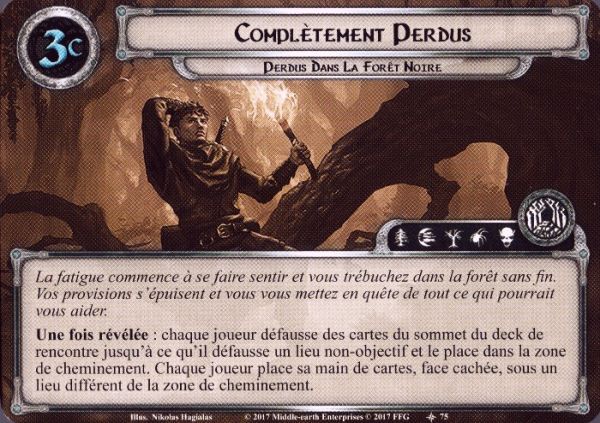 3C
Complètement Perdus
Perdus Dans La Forêt Noire
La fatigue commence à se faire sentir et vous trébuchez dans la forêt sans fin.
Vos provisions s'épuisent et vous vous mettez en quête de tout ce qui pourrait
vous aider.
Une fois révélée : chaque joueur défausse des cartes du sommet du deck de
rencontre jusqu'à ce qu'il défausse un lieu non-objectif et le place dans la zone
de cheminement. Chaque joueur place sa main de cartes, face cachée, sous un
lieu différent de la zone de cheminement.
Illus. Nikolas Hagialas © 2017 Middle-earth Enterprises © 2017 FFG 75